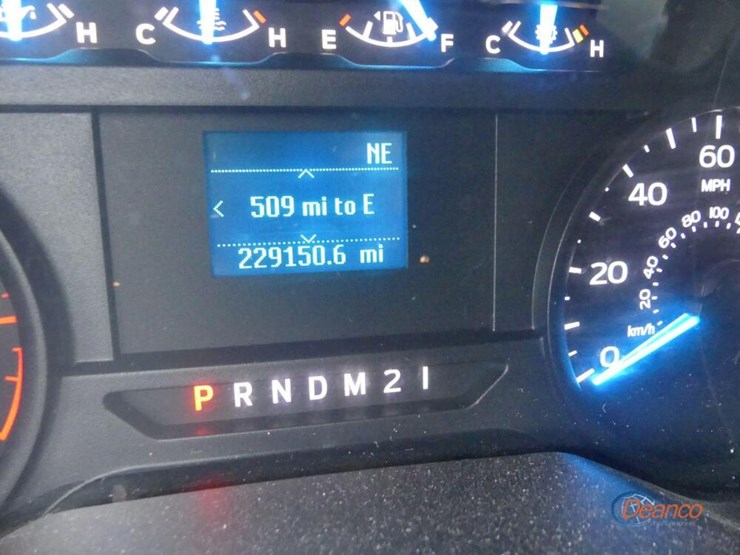 H C H E F C H
NE
< 509 mi to E
229150.6 mi
P R N D M 2 1
0 20 40 60
MPH
20 40 60 80 100
km/h
Deanco